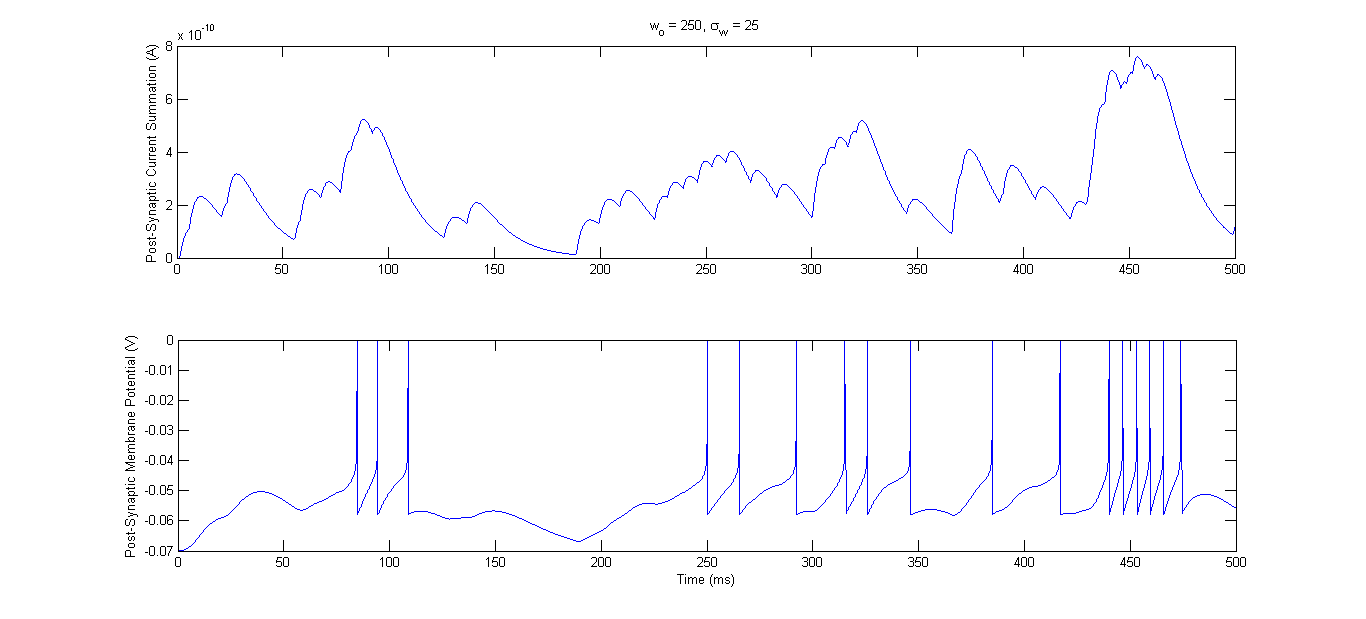 w_o = 250, σ_w = 25
x 10^-10
Post-Synaptic Current Summation (A)
8
6
4
2
0
0 50 100 150 200 250 300 350 400 450 500
Post-Synaptic Membrane Potential (V)
0
-0.01
-0.02
-0.03
-0.04
-0.05
-0.06
-0.07
0 50 100 150 200 250 300 350 400 450 500
Time (ms)